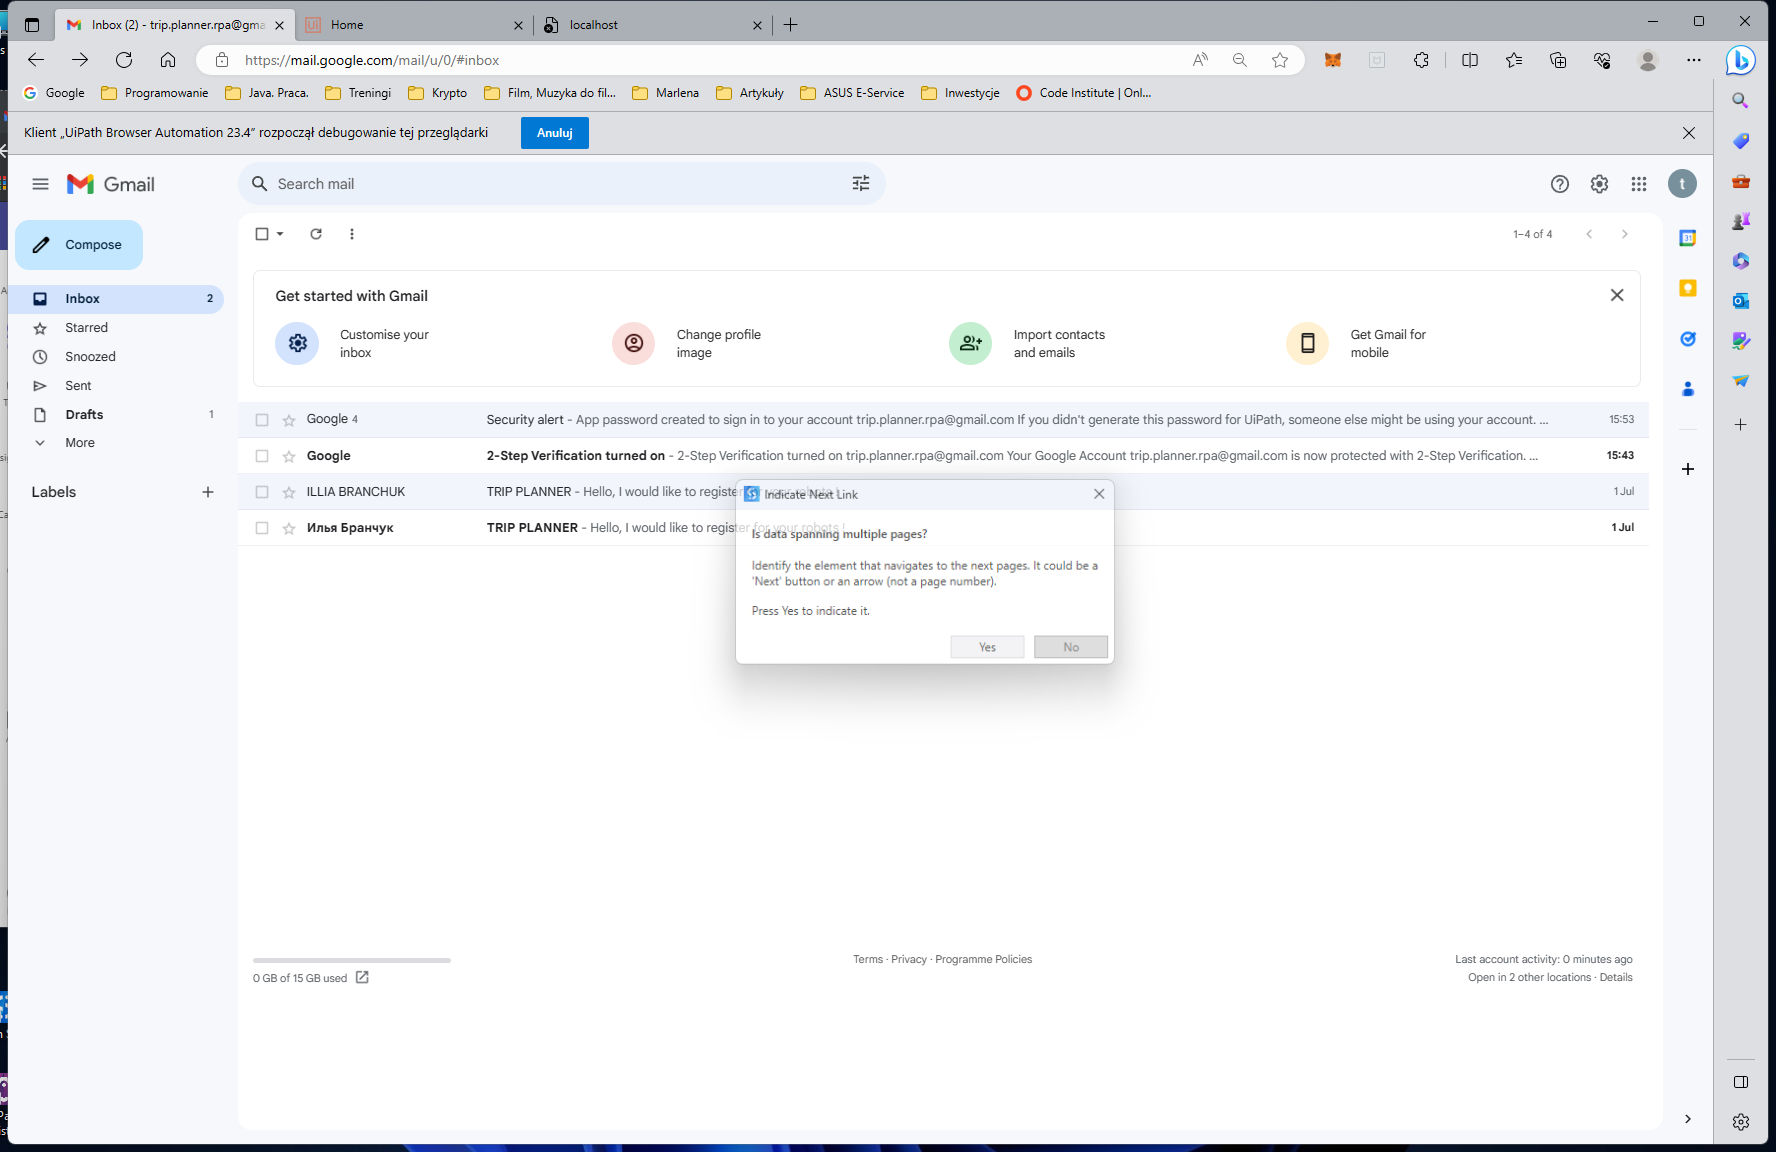 Inbox (2) - trip.planner.rpa@gma
Home
localhost
https://mail.google.com/mail/u/0/#inbox
Google
Programowanie
Java. Praca.
Treningi
Krypto
Film, Muzyka do fil...
Marlena
Artykuły
ASUS E-Service
Inwestycje
Code Institute | Onl...
Klient „UiPath Browser Automation 23.4” rozpoczął debugowanie tej przeglądarki
Anuluj
Gmail
Search mail
t
Compose
1–4 of 4
Inbox 2
Starred
Snoozed
Sent
Drafts 1
More
Labels
Get started with Gmail
Customise your
inbox
Change profile
image
Import contacts
and emails
Get Gmail for
mobile
Google 4 Security alert - App password created to sign in to your account trip.planner.rpa@gmail.com If you didn't generate this password for UiPath, someone else might be using your account. ... 15:53
Google 2-Step Verification turned on - 2-Step Verification turned on trip.planner.rpa@gmail.com Your Google Account trip.planner.rpa@gmail.com is now protected with 2-Step Verification. ... 15:43
ILLIA BRANCHUK TRIP PLANNER - Hello, I would like to register for your robots ! 1 Jul
Илья Бранчук TRIP PLANNER - Hello, I would like to register for your robots ! 1 Jul
Indicate Next Link
Is data spanning multiple pages?
Identify the element that navigates to the next pages. It could be a
'Next' button or an arrow (not a page number).
Press Yes to indicate it.
Yes
No
0 GB of 15 GB used
Terms · Privacy · Programme Policies
Last account activity: 0 minutes ago
Open in 2 other locations · Details